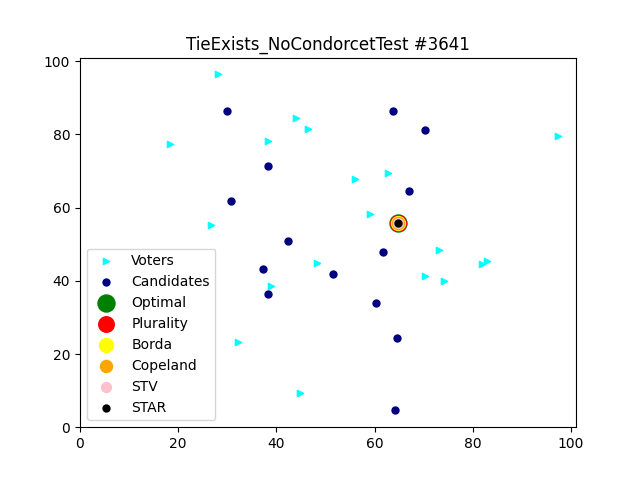 TieExists_NoCondorcetTest #3641
100
80
60
40
20
0
0 20 40 60 80 100
Voters
Candidates
Optimal
Plurality
Borda
Copeland
STV
STAR